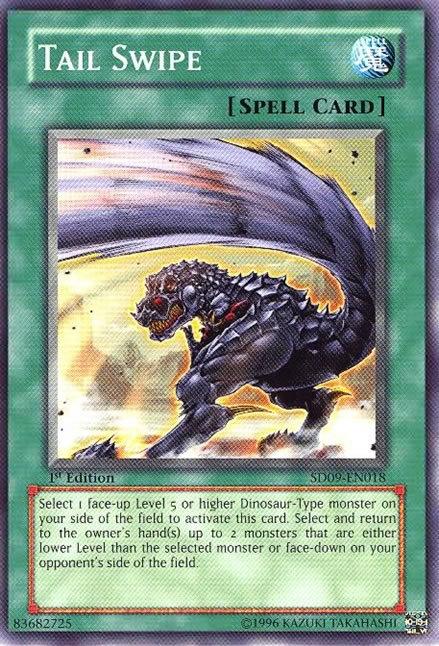 Tail Swipe
魔
[Spell Card]
1st Edition
SD09-EN018
Select 1 face-up Level 5 or higher Dinosaur-Type monster on
your side of the field to activate this card. Select and return
to the owner's hand(s) up to 2 monsters that are either
lower Level than the selected monster or face-down on your
opponent's side of the field.
83682725
©1996 KAZUKI TAKAHASHI